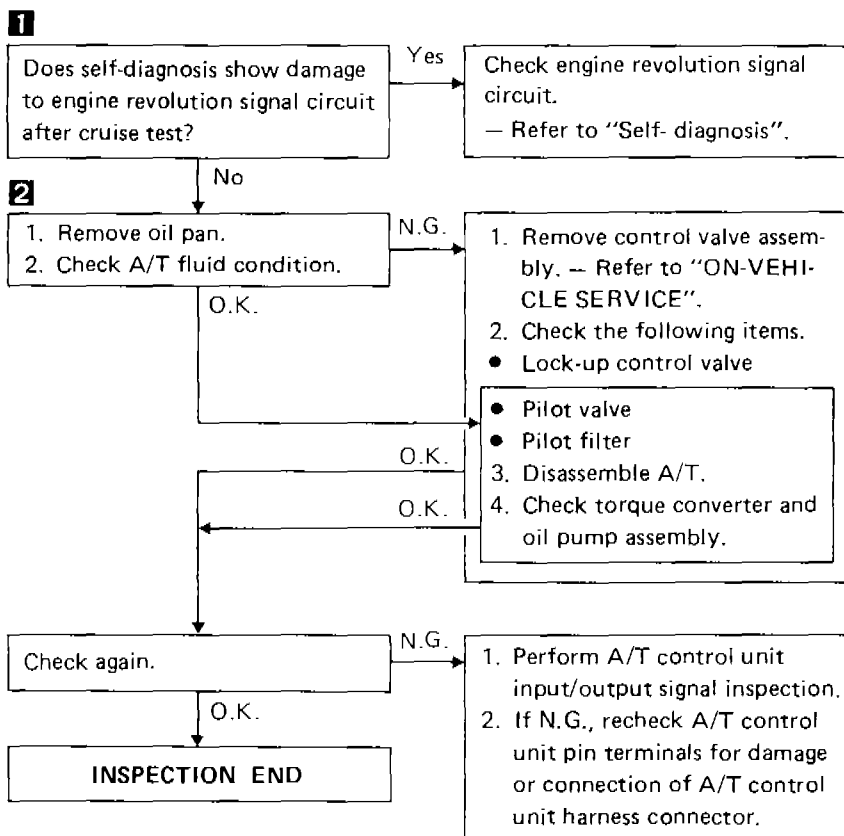 1
Does self-diagnosis show damage
to engine revolution signal circuit
after cruise test?
Yes
Check engine revolution signal
circuit.
— Refer to "Self- diagnosis".
No
2
1. Remove oil pan.
2. Check A/T fluid condition.
N.G.
O.K.
1. Remove control valve assem-
bly. — Refer to "ON-VEHI-
CLE SERVICE".
2. Check the following items.
● Lock-up control valve
● Pilot valve
● Pilot filter
3. Disassemble A/T.
4. Check torque converter and
oil pump assembly.
O.K.
O.K.
Check again.
N.G.
O.K.
1. Perform A/T control unit
input/output signal inspection.
2. If N.G., recheck A/T control
unit pin terminals for damage
or connection of A/T control
unit harness connector.
INSPECTION END